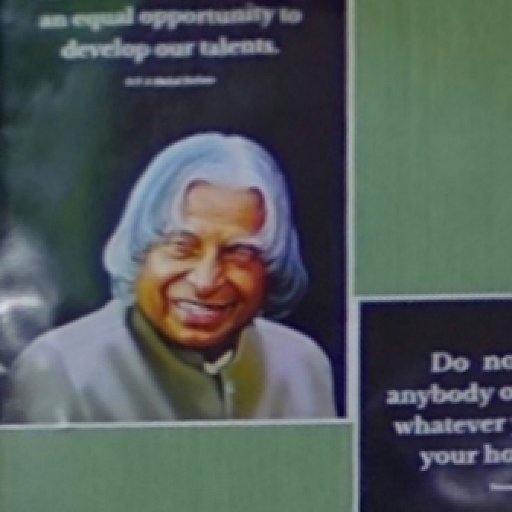 an equal opportunity to
develop our talents.
Do no
anybody o
whatever
your ho